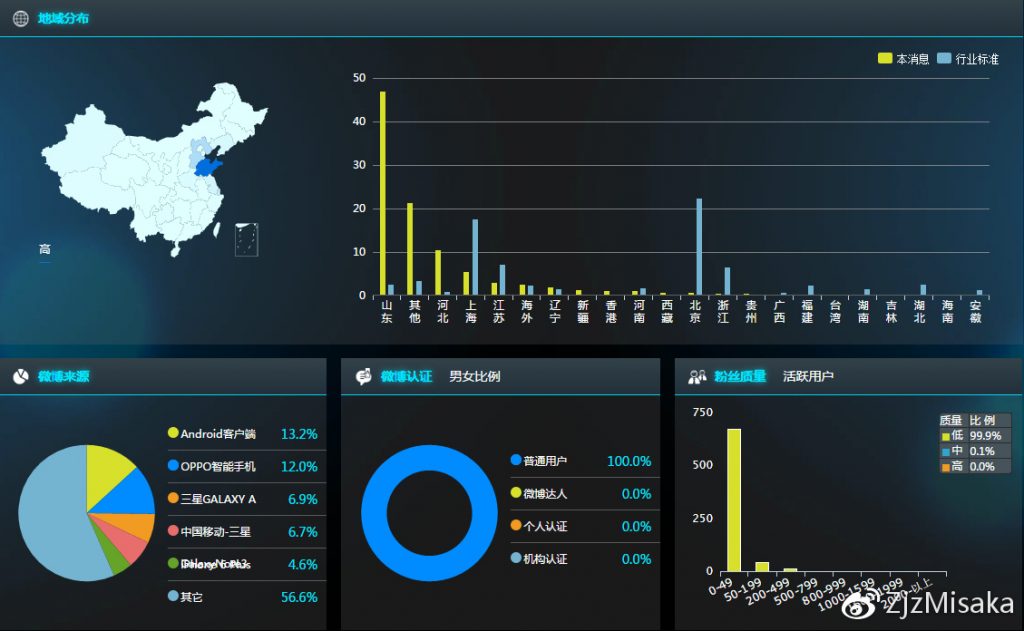 地域分布
本消息 行业标准
高
50
40
30
20
10
0
山东 其他 河北 上海 江苏 海外 辽宁 新疆 香港 河南 西藏 北京 浙江 贵州 广西 福建 台湾 湖南 吉林 湖北 海南 安徽
微博来源
Android客户端 13.2%
OPPO智能手机 12.0%
三星GALAXY A 6.9%
中国移动-三星 6.7%
4.6%
其它 56.6%
微博认证 男女比例
普通用户 100.0%
微博达人 0.0%
个人认证 0.0%
机构认证 0.0%
粉丝质量 活跃用户
750
500
250
0
质量 比例
低 99.9%
中 0.1%
高 0.0%
0-49 50-199 200-499 500-799 800-999 1000-1599
2000-以上
ZjzMisaka